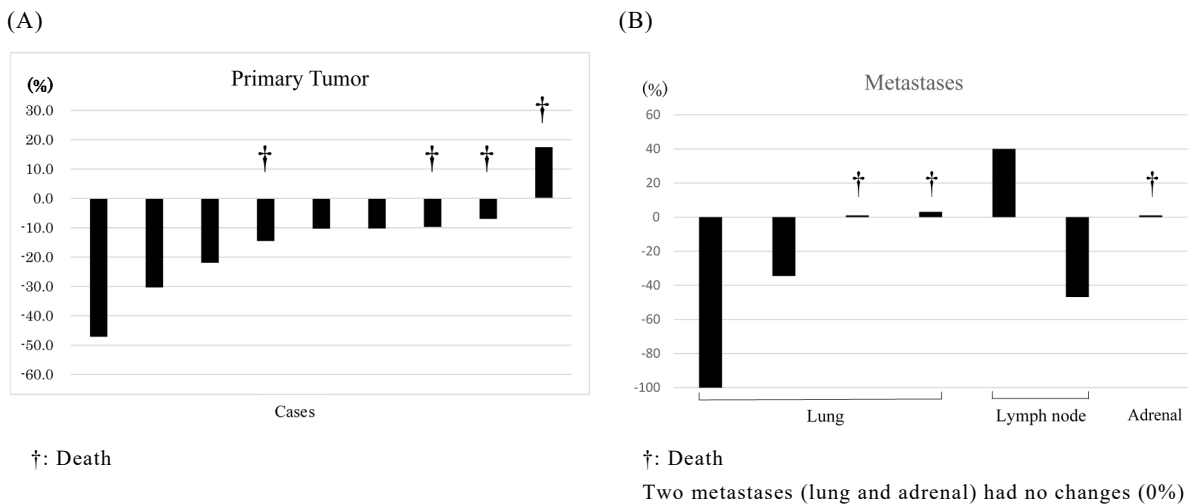 (A)
Primary Tumor
(%)
30.0
20.0
10.0
0.0
-10.0
-20.0
-30.0
-40.0
-50.0
-60.0
† † † †
Cases
†: Death
(B)
Metastases
(%)
60
40
20
0
-20
-40
-60
-80
-100
† † †
Lung Lymph node Adrenal
†: Death
Two metastases (lung and adrenal) had no changes (0%)